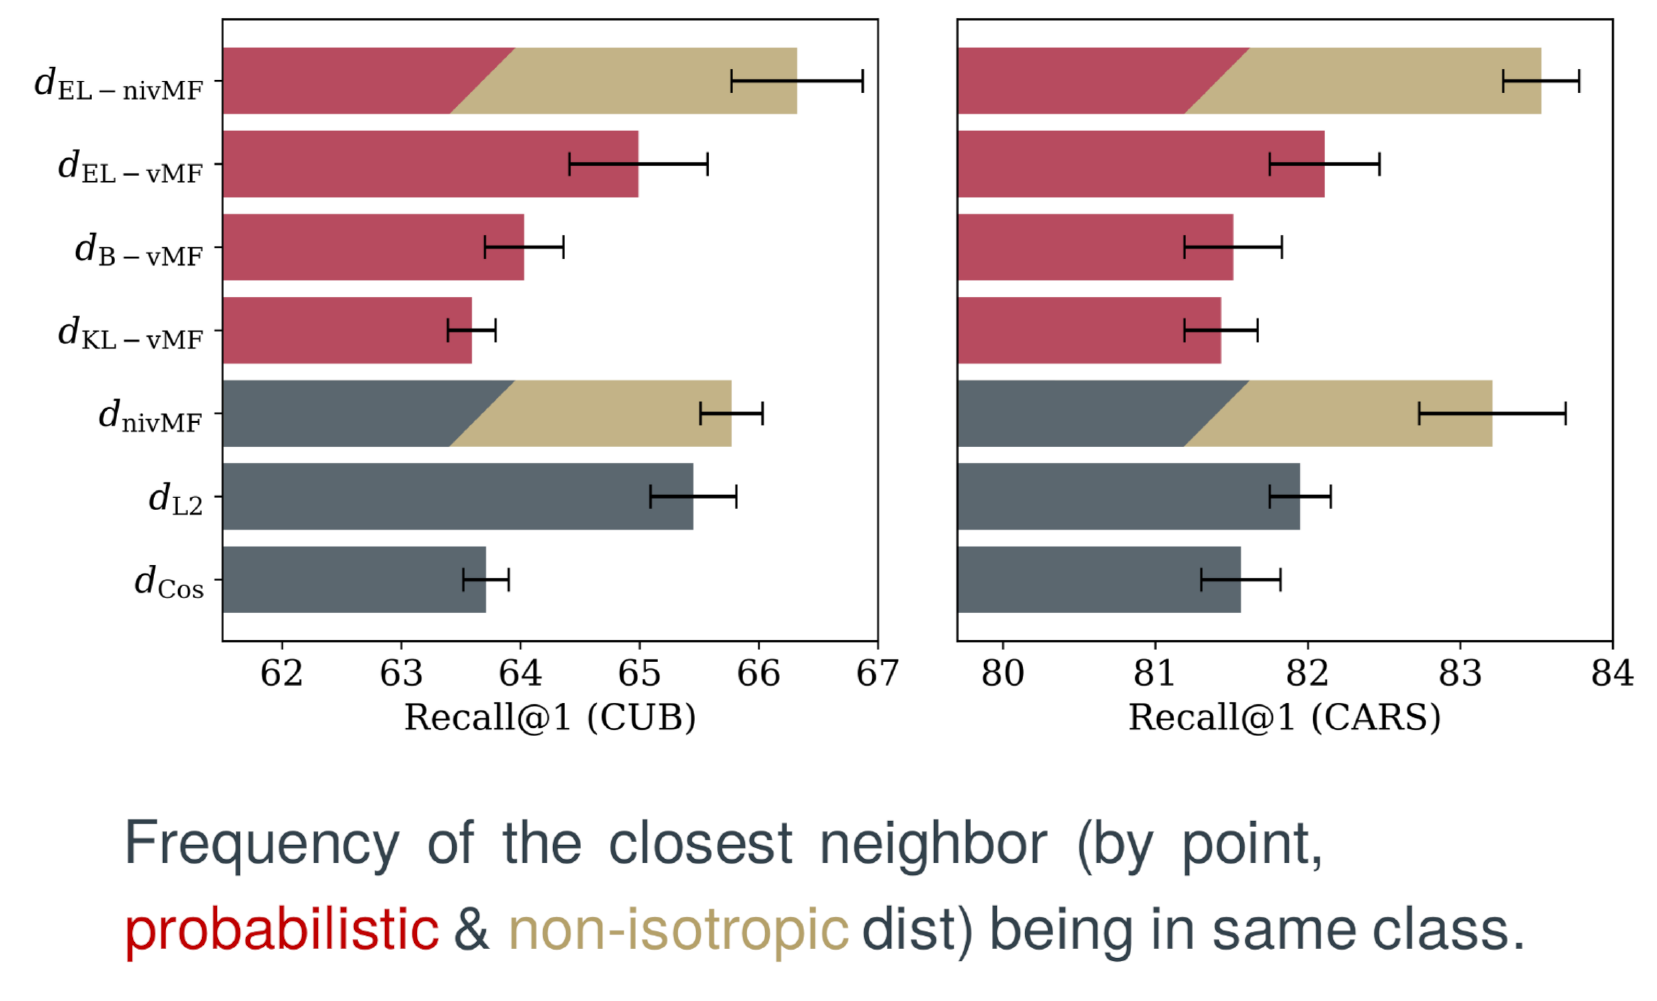 d_EL−nivMF
d_EL−vMF
d_B−vMF
d_KL−vMF
d_nivMF
d_L2
d_Cos
62 63 64 65 66 67
Recall@1 (CUB)
80 81 82 83 84
Recall@1 (CARS)
Frequency of the closest neighbor (by point,
probabilistic & non-isotropic dist) being in same class.